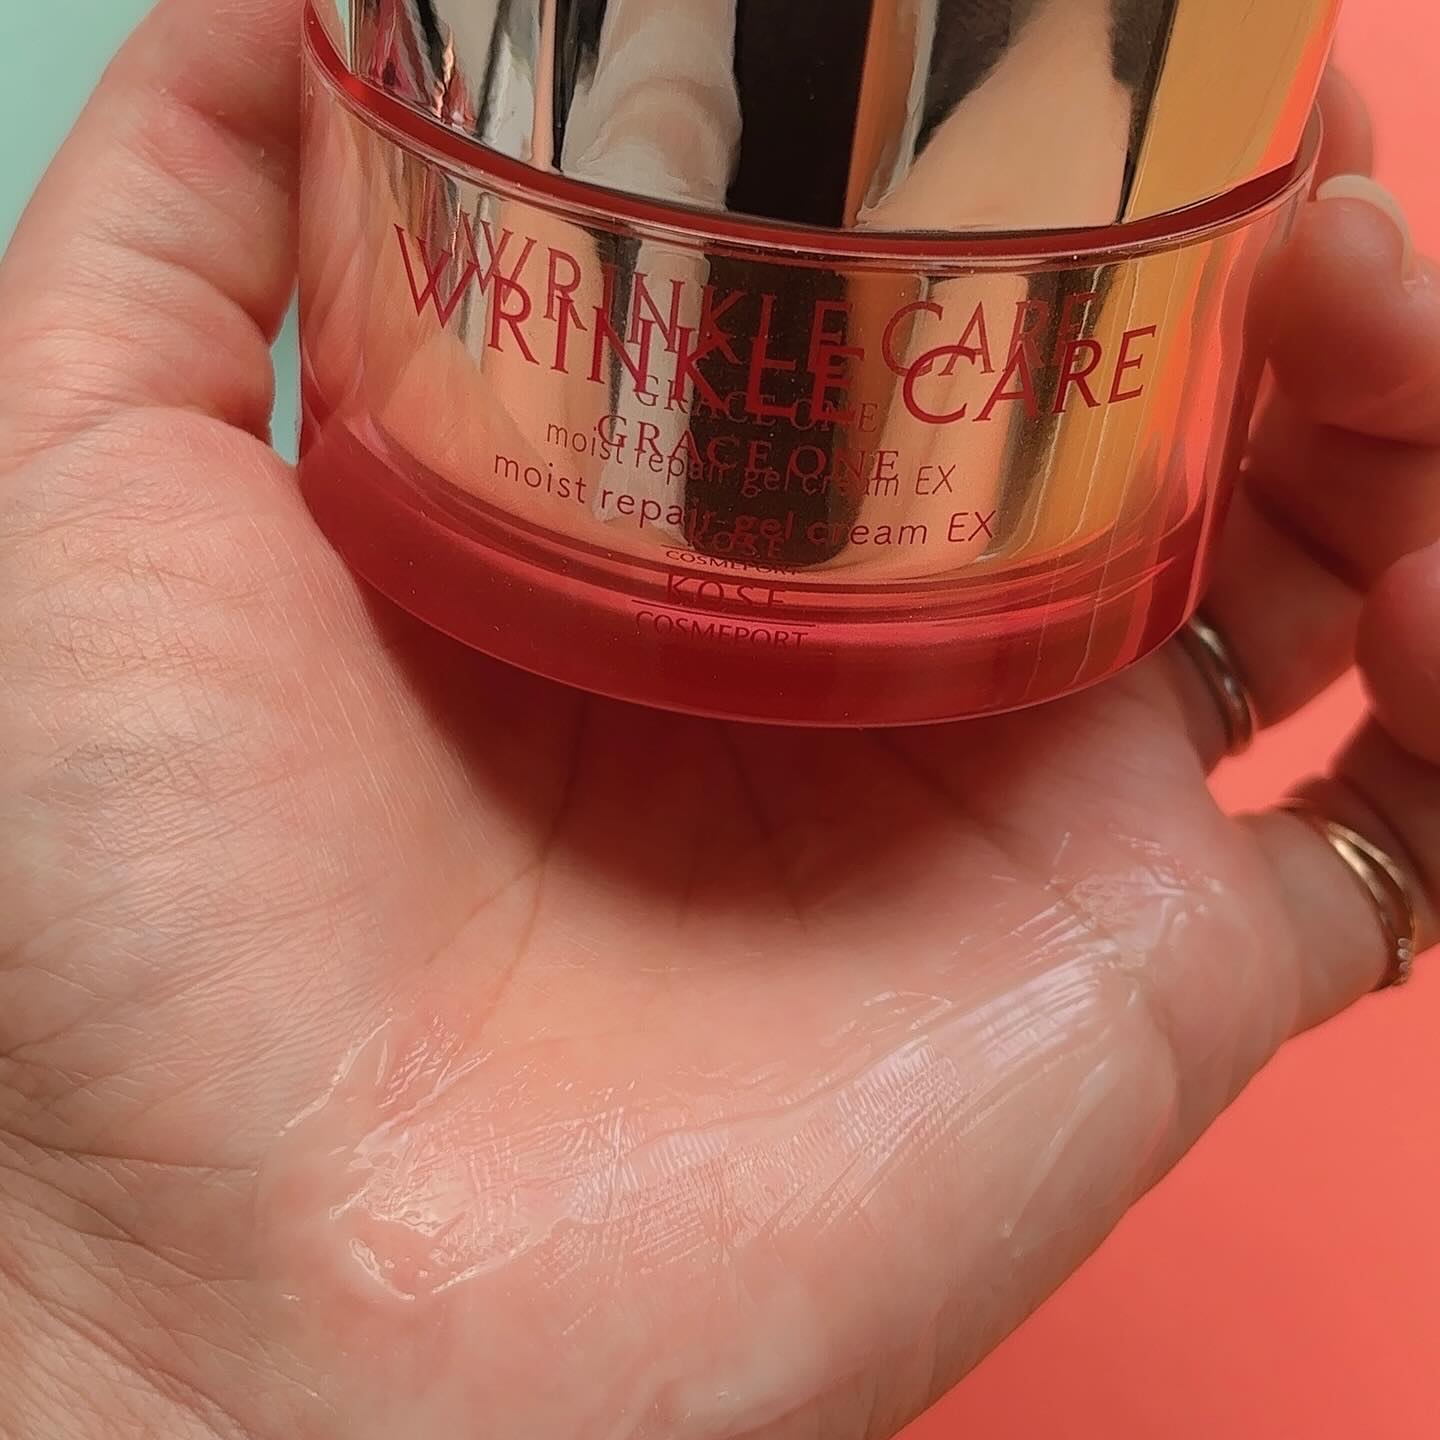 WRINKLE CARE
GRACE ONE
moist repair gel cream EX
KOSE
COSMEPORT